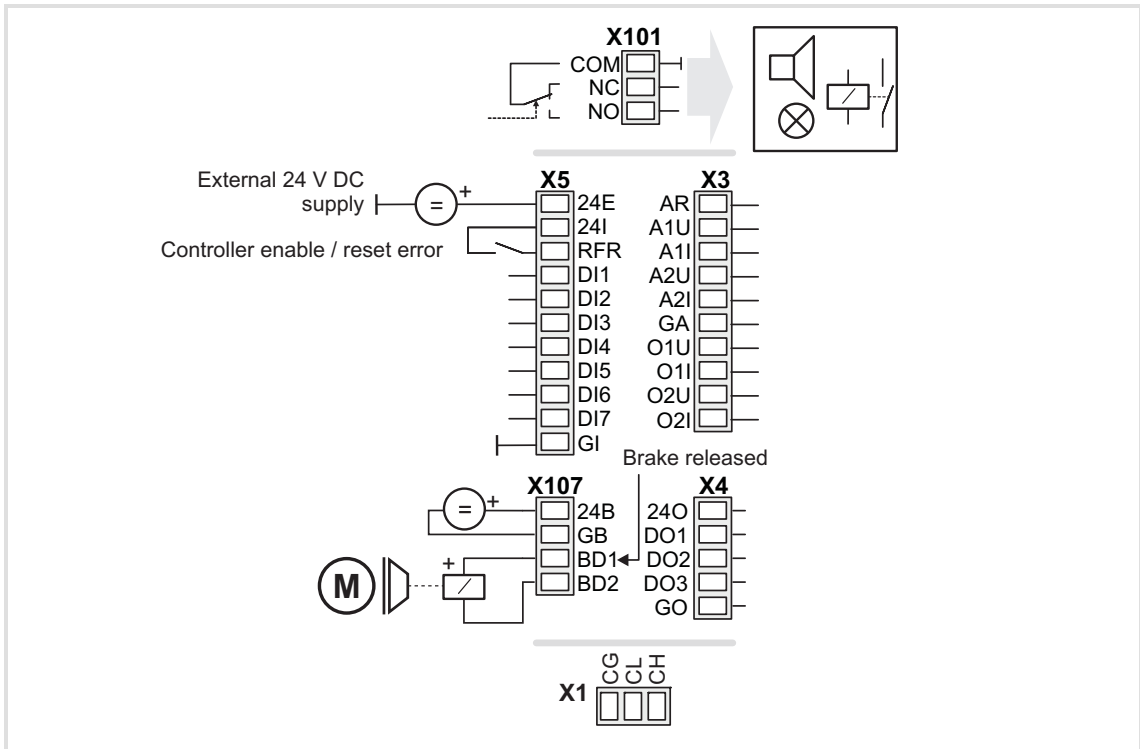 X101
COM
NC
NO
External 24 V DC
supply
=
+
Controller enable / reset error
X5
24E
24I
RFR
DI1
DI2
DI3
DI4
DI5
DI6
DI7
GI
X3
AR
A1U
A1I
A2U
A2I
GA
O1U
O1I
O2U
O2I
Brake released
X107
=
+
24B
GB
BD1
BD2
M
+
X4
24O
DO1
DO2
DO3
GO
X1
CG
CL
CH